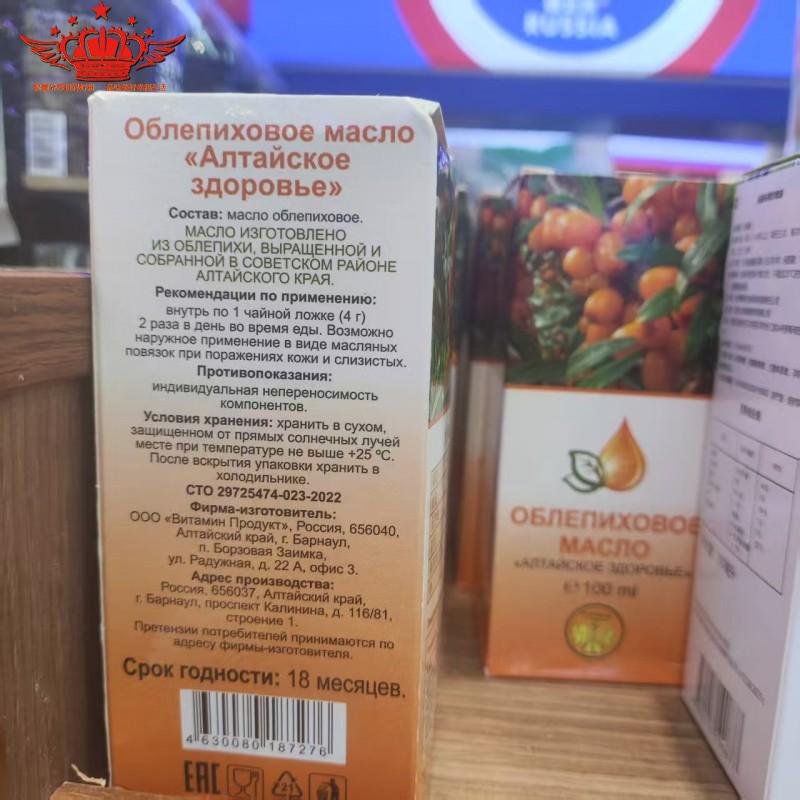 RUSSIA
Облепиховое масло
«Алтайское
здоровье»
Состав: масло облепиховое.
МАСЛО ИЗГОТОВЛЕНО
ИЗ ОБЛЕПИХИ, ВЫРАЩЕННОЙ И
СОБРАННОЙ В СОВЕТСКОМ РАЙОНЕ
АЛТАЙСКОГО КРАЯ.
Рекомендации по применению:
внутрь по 1 чайной ложке (4 г)
2 раза в день во время еды. Возможно
наружное применение в виде масляных
повязок при поражениях кожи и слизистых.
Противопоказания:
индивидуальная непереносимость
компонентов.
Условия хранения: хранить в сухом,
защищенном от прямых солнечных лучей
месте при температуре не выше +25 ºС.
После вскрытия упаковки хранить в
холодильнике.
СТО 29725474-023-2022
Фирма-изготовитель:
ООО «Витамин Продукт», Россия, 656040,
Алтайский край, г. Барнаул,
п. Борзовая Заимка,
ул. Радужная, д. 22 А, офис 3.
Адрес производства:
Россия, 656037, Алтайский край,
г. Барнаул, проспект Калинина, д. 116/81,
строение 1.
Претензии потребителей принимаются по
адресу фирмы-изготовителя.
Срок годности: 18 месяцев.
4 630080 187276
EAC
21
ОБЛЕПИХОВОЕ
МАСЛО
«АЛТАЙСКОЕ ЗДОРОВЬЕ»
℮ 100 ml